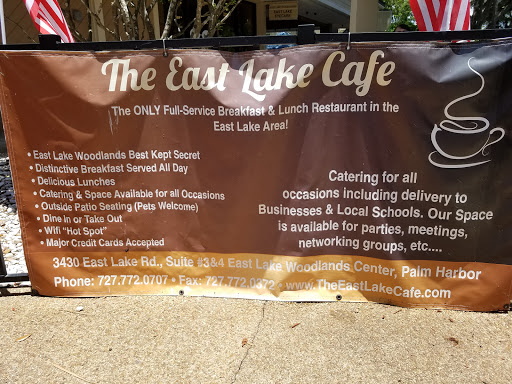 The East Lake Cafe
The ONLY Full-Service Breakfast & Lunch Restaurant in the
East Lake Area!
• East Lake Woodlands Best Kept Secret
• Distinctive Breakfast Served All Day
• Delicious Lunches
• Catering & Space Available for all Occasions
• Outside Patio Seating (Pets Welcome)
• Dine In or Take Out
• Wifi "Hot Spot"
• Major Credit Cards Accepted
Catering for all
occasions including delivery to
Businesses & Local Schools. Our Space
is available for parties, meetings,
networking groups, etc....
3430 East Lake Rd., Suite #3&4 East Lake Woodlands Center, Palm Harbor
Phone: 727.772.0707 • Fax: 727.772.0372 • www.TheEastLakeCafe.com